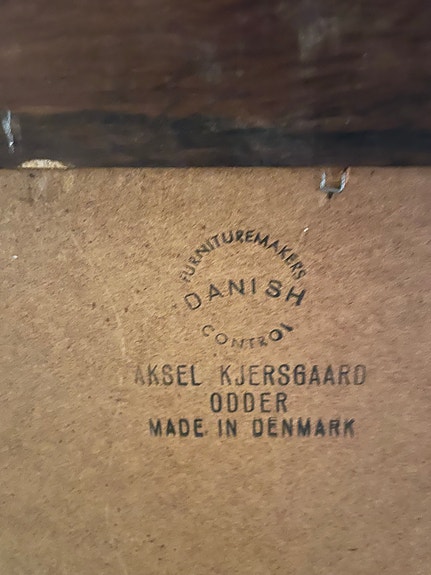 FURNITUREMAKERS
DANISH
CONTROL
AKSEL KJERSGAARD
ODDER
MADE IN DENMARK